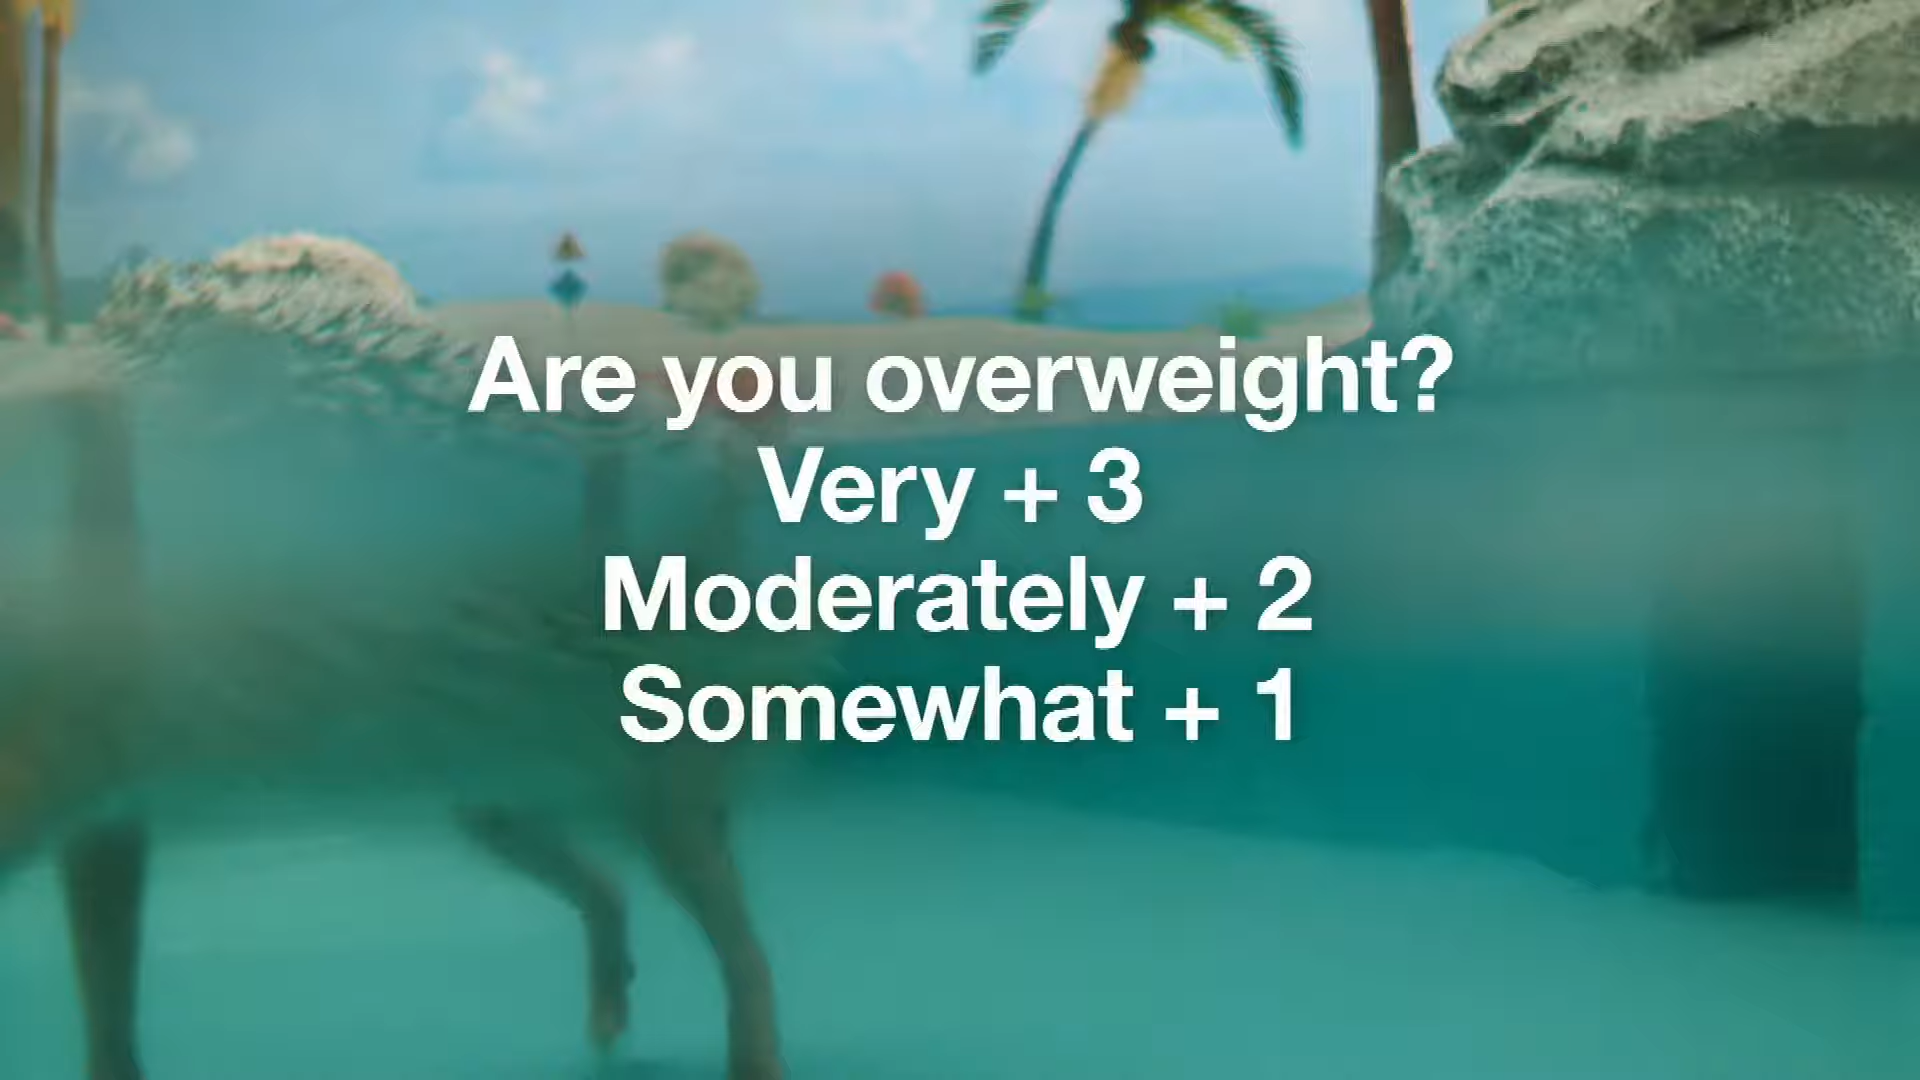 Are you overweight?
Very + 3
Moderately + 2
Somewhat + 1